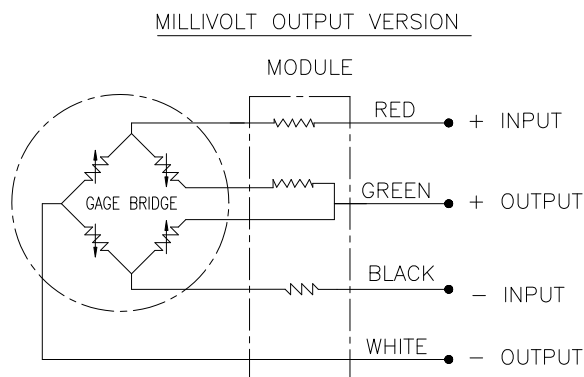 MILLIVOLT OUTPUT VERSION
MODULE
RED
+ INPUT
GAGE BRIDGE
GREEN
+ OUTPUT
BLACK
− INPUT
WHITE
− OUTPUT